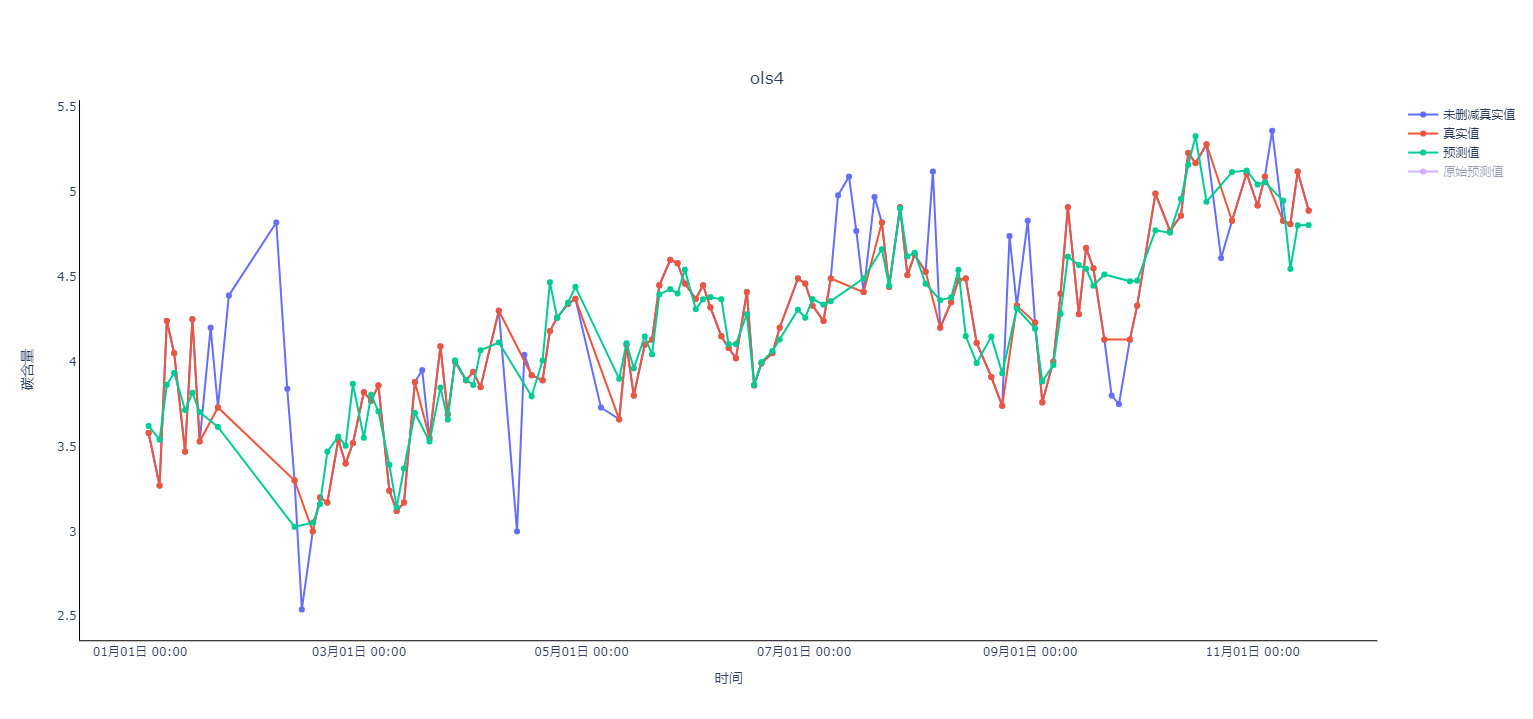 ols4
5.5
5
4.5
4
3.5
3
2.5
碳含量
01月01日 00:00
03月01日 00:00
05月01日 00:00
07月01日 00:00
09月01日 00:00
11月01日 00:00
时间
未删减真实值
真实值
预测值
原始预测值